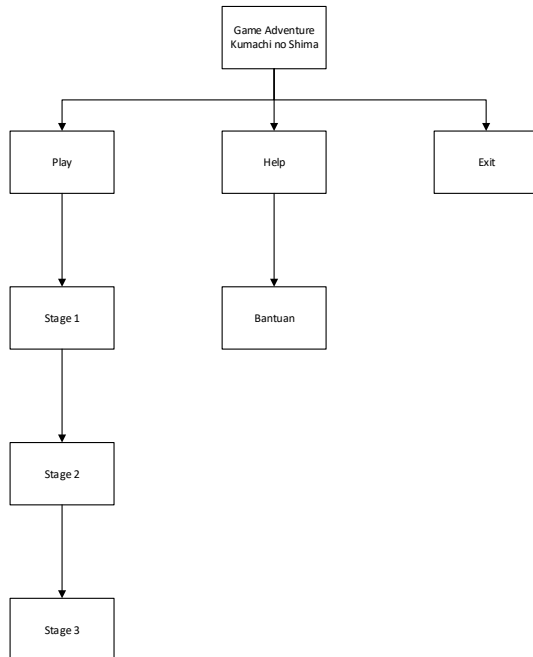 Game Adventure
Kumachi no Shima
Play
Help
Exit
Stage 1
Bantuan
Stage 2
Stage 3